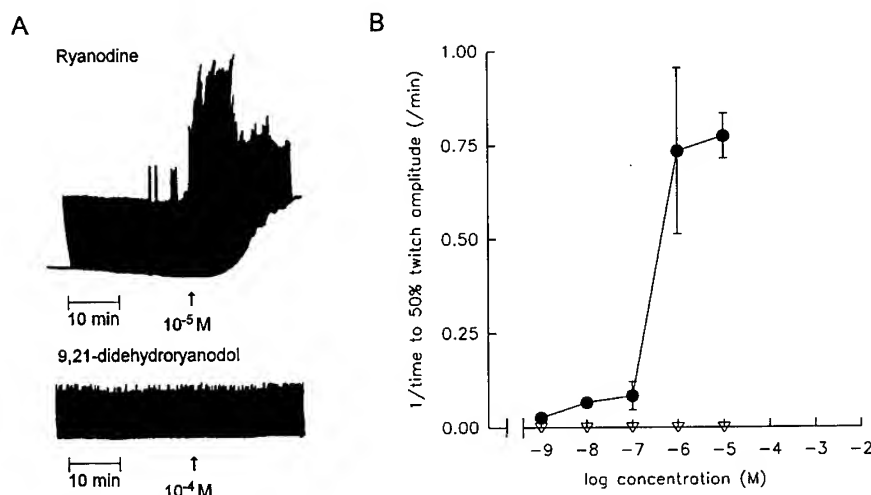 A
Ryanodine
10 min
↑
10⁻⁵ M
9,21-didehydroryanodol
10 min
↑
10⁻⁴ M
B
1/time to 50% twitch amplitude (/min)
1.00
0.75
0.50
0.25
0.00
−9 −8 −7 −6 −5 −4 −3 −2
log concentration (M)